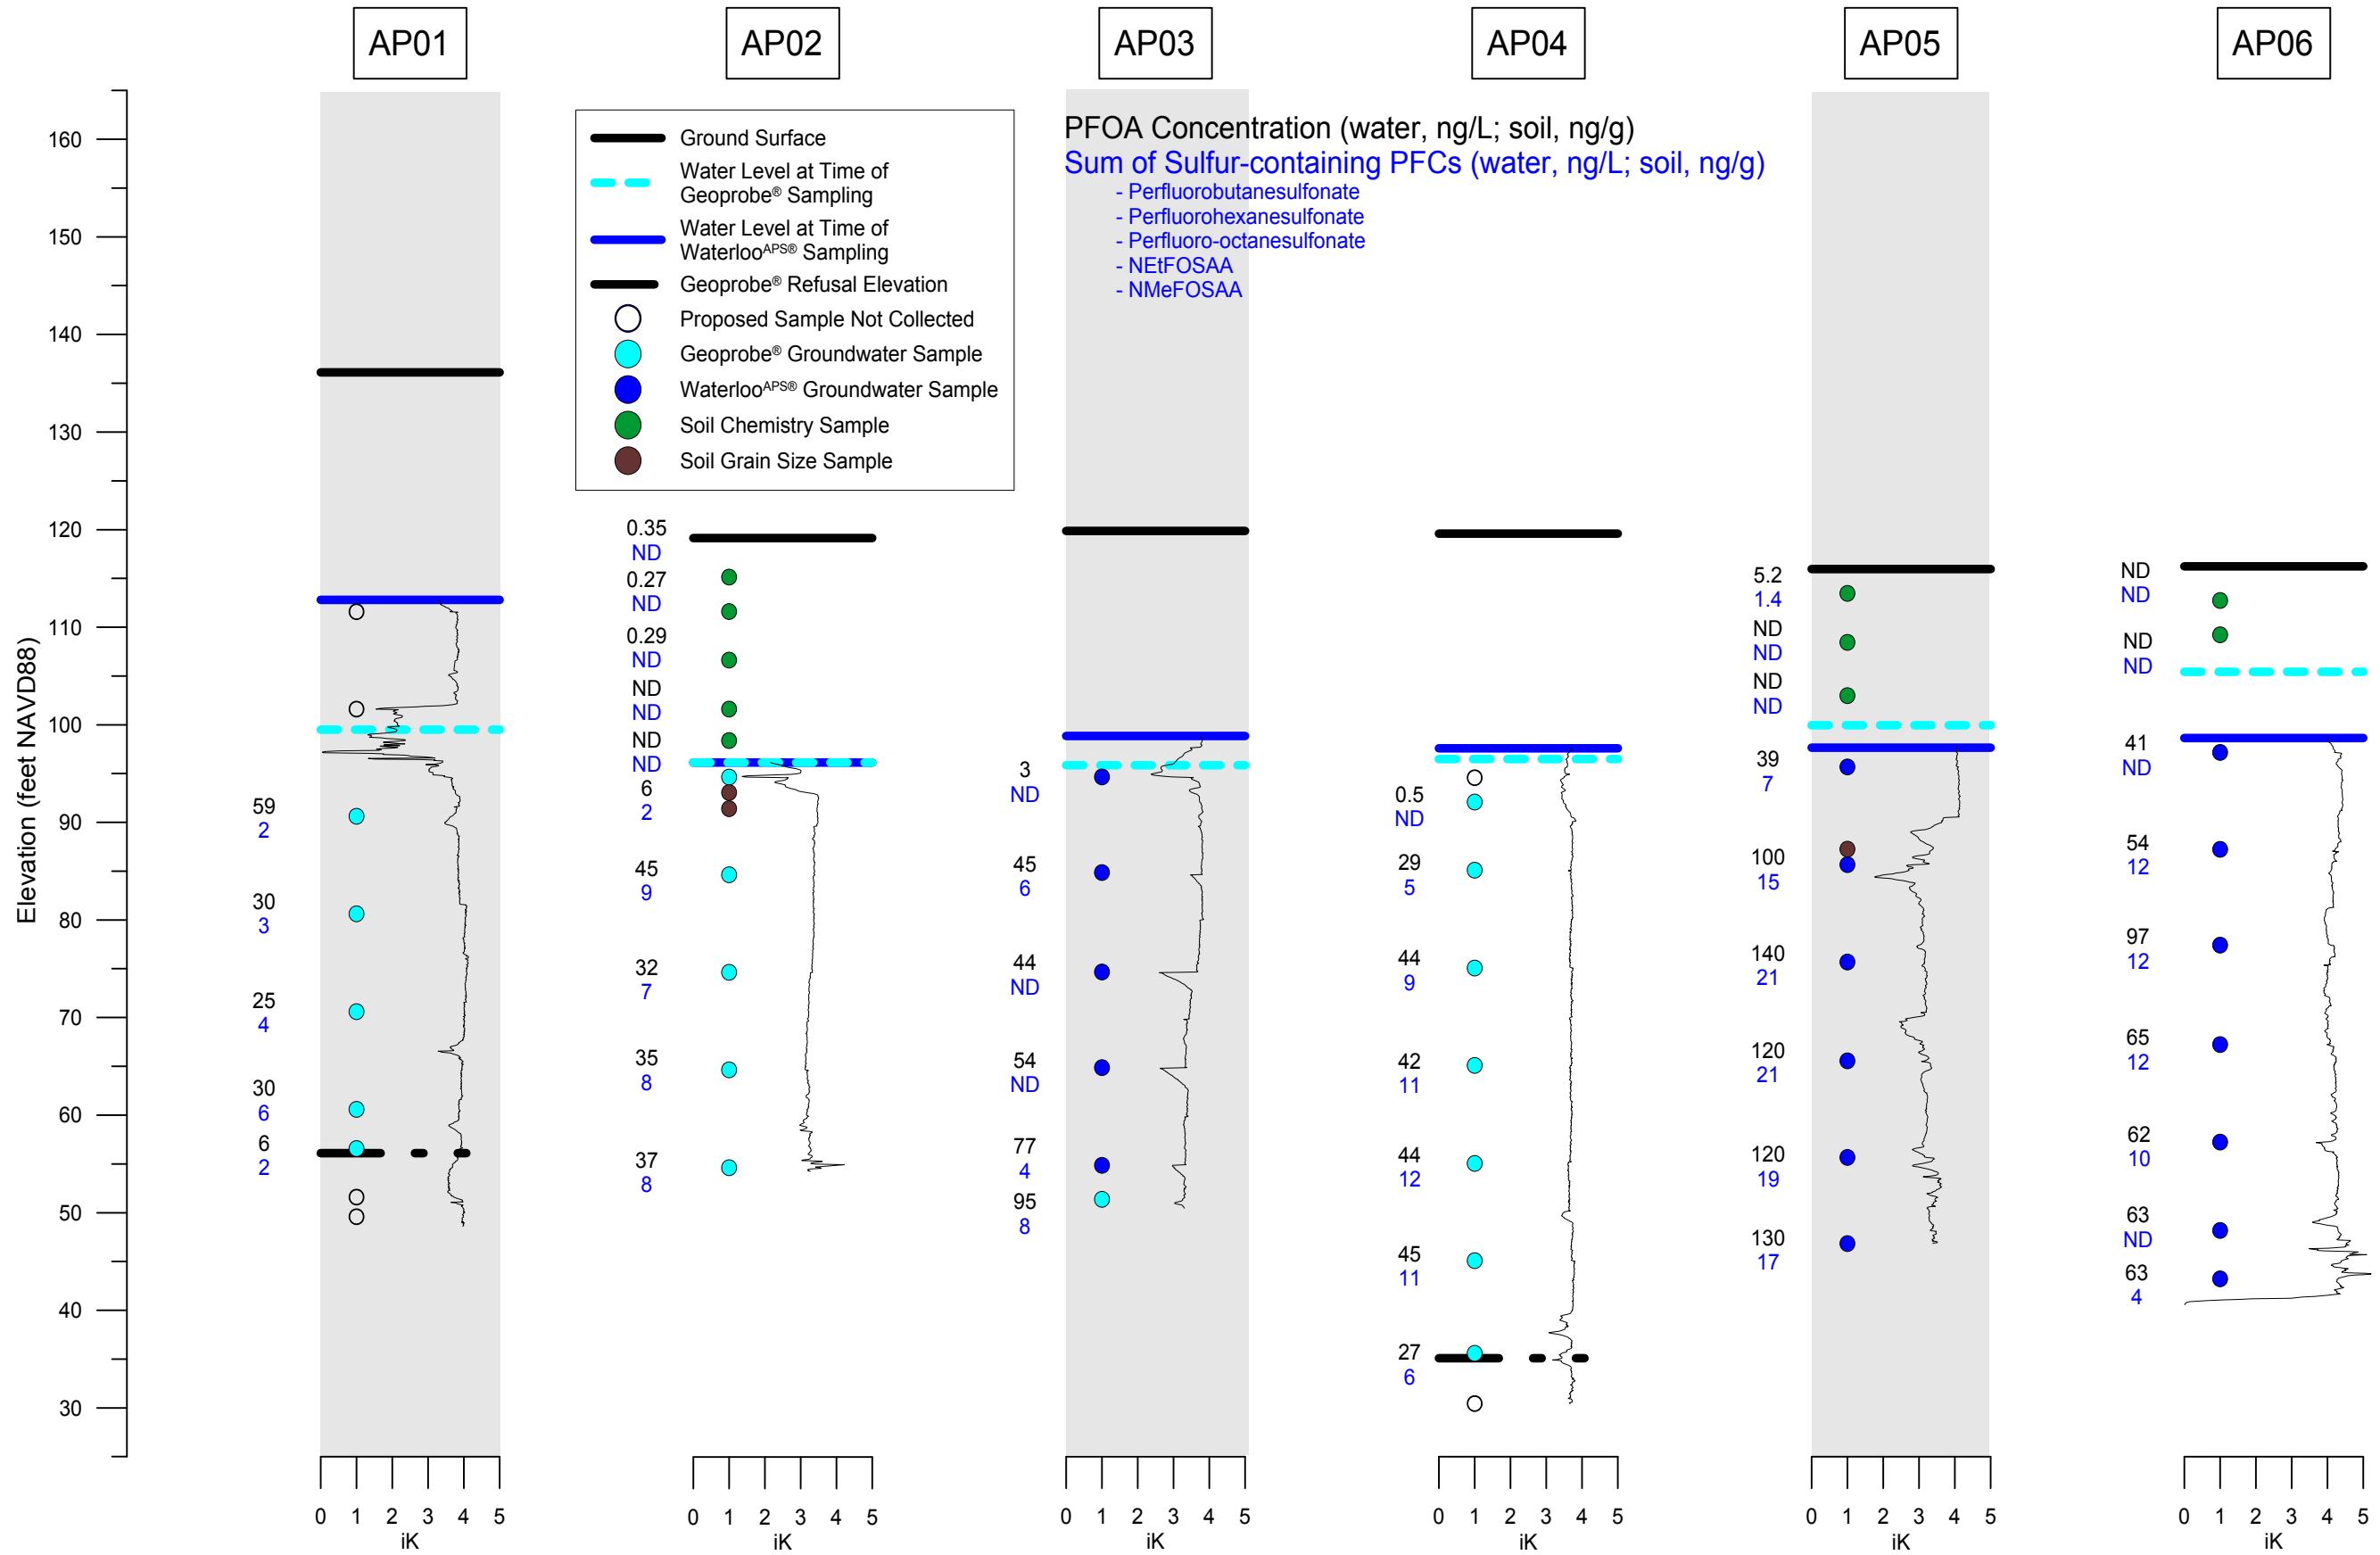 AP01
AP02
AP03
AP04
AP05
AP06
Ground Surface
Water Level at Time of
Geoprobe® Sampling
Water Level at Time of
WaterlooAPS® Sampling
Geoprobe® Refusal Elevation
Proposed Sample Not Collected
Geoprobe® Groundwater Sample
WaterlooAPS® Groundwater Sample
Soil Chemistry Sample
Soil Grain Size Sample
PFOA Concentration (water, ng/L; soil, ng/g)
Sum of Sulfur-containing PFCs (water, ng/L; soil, ng/g)
- Perfluorobutanesulfonate
- Perfluorohexanesulfonate
- Perfluoro-octanesulfonate
- NEtFOSAA
- NMeFOSAA
Elevation (feet NAVD88)
160
150
140
130
120
110
100
90
80
70
60
50
40
30
59
2
30
3
25
4
30
6
6
2
0 1 2 3 4 5
iK
0.35
ND
0.27
ND
0.29
ND
ND
ND
ND
ND
6
2
45
9
32
7
35
8
37
8
0 1 2 3 4 5
iK
3
ND
45
6
44
ND
54
ND
77
4
95
8
0 1 2 3 4 5
iK
0.5
ND
29
5
44
9
42
11
44
12
45
11
27
6
0 1 2 3 4 5
iK
5.2
1.4
ND
ND
ND
ND
39
7
100
15
140
21
120
21
120
19
130
17
0 1 2 3 4 5
iK
ND
ND
ND
ND
41
ND
54
12
97
12
65
12
62
10
63
ND
63
4
0 1 2 3 4 5
iK